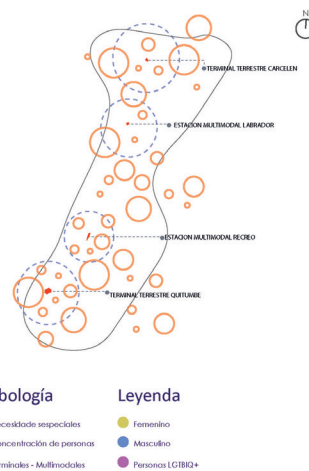 N
TERMINAL TERRESTRE CARCELEN
ESTACION MULTIMODAL LABRADOR
ESTACION MULTIMODAL RECREO
TERMINAL TERRESTRE QUITUMBE
bología
Leyenda
ecesidade sespeciales
Femenino
oncentración de personas
Masculino
rminales - Multimodales
Personas LGTBIQ+